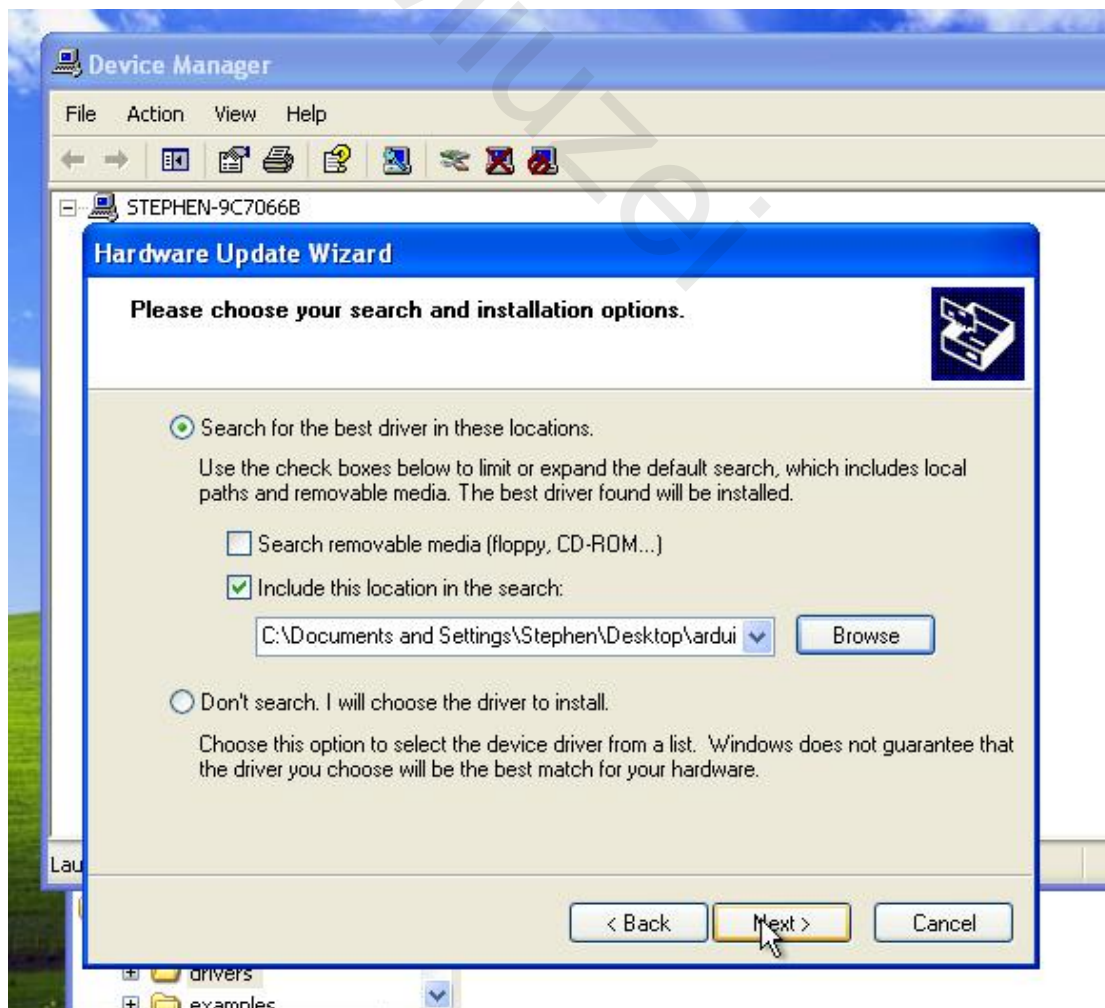 Device Manager
File Action View Help
STEPHEN-9C7066B
Hardware Update Wizard
Please choose your search and installation options.
Search for the best driver in these locations.
Use the check boxes below to limit or expand the default search, which includes local
paths and removable media. The best driver found will be installed.
Search removable media (floppy, CD-ROM...)
Include this location in the search:
C:\Documents and Settings\Stephen\Desktop\ardui
Browse
Don't search. I will choose the driver to install.
Choose this option to select the device driver from a list. Windows does not guarantee that
the driver you choose will be the best match for your hardware.
Lau
< Back Next > Cancel
drivers
examples